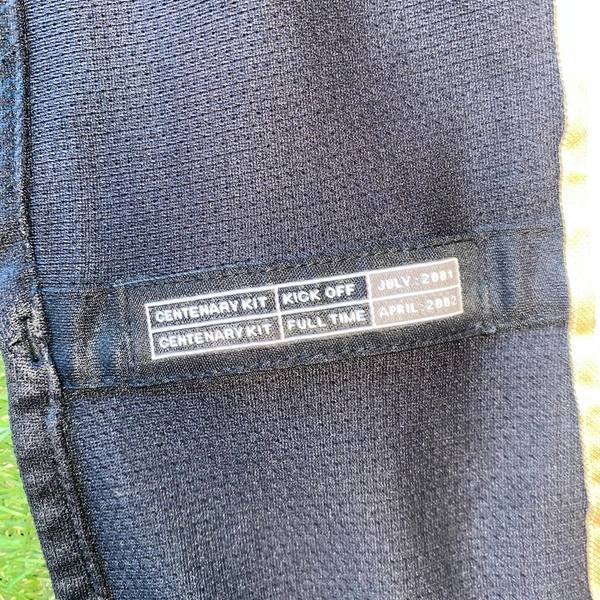 CENTENARY KIT KICK OFF JULY : 2001
CENTENARY KIT FULL TIME APRIL : 2002